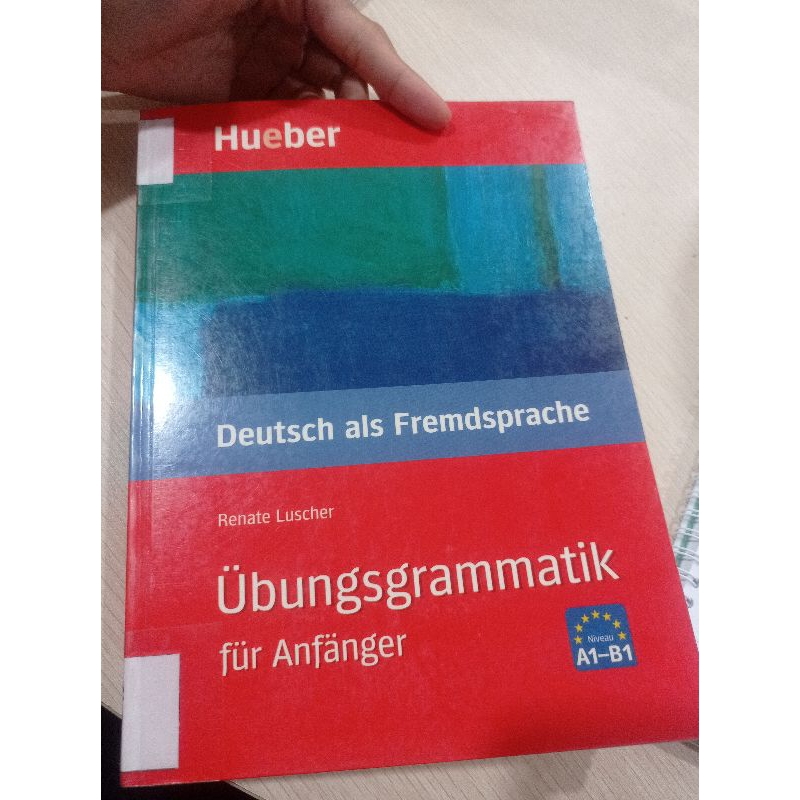 Hueber
Deutsch als Fremdsprache
Renate Luscher
Übungsgrammatik
für Anfänger
Niveau
A1–B1